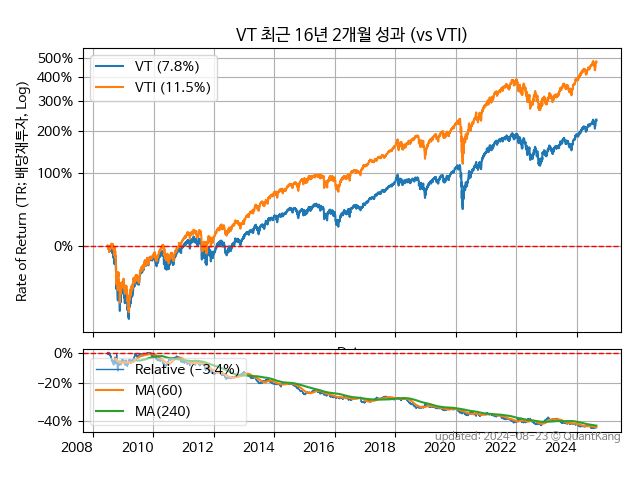 VT 최근 16년 2개월 성과 (vs VTI)
Rate of Return (TR: 배당재투자, Log)
500%
400%
300%
200%
100%
0%
VT (7.8%)
VTI (11.5%)
0%
−20%
−40%
Relative (−3.4%)
MA(60)
MA(240)
updated: 2024-08-23 © QuantKang
2008 2010 2012 2014 2016 2018 2020 2022 2024